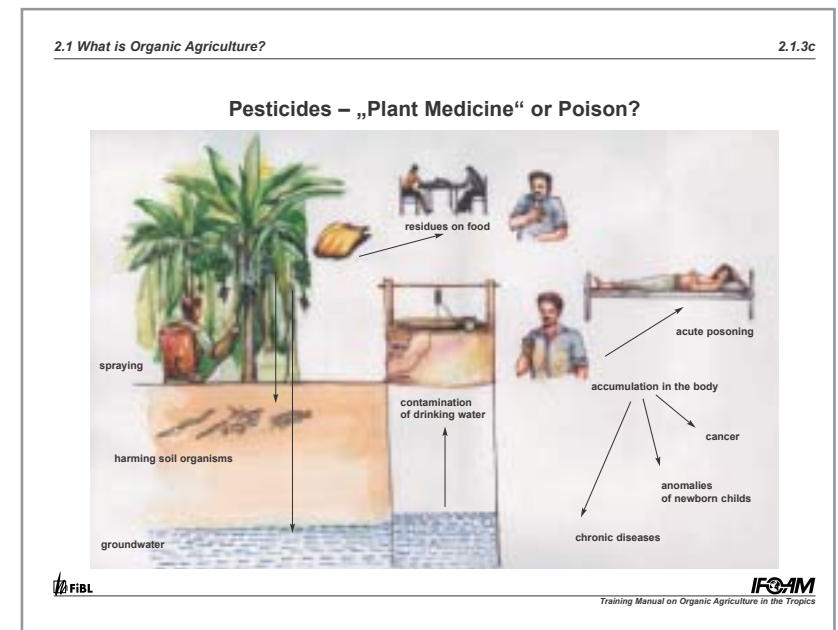 2.1 What is Organic Agriculture?
2.1.3c
Pesticides – „Plant Medicine“ or Poison?
residues on food
acute posoning
spraying
accumulation in the body
contamination
of drinking water
cancer
harming soil organisms
anomalies
of newborn childs
chronic diseases
groundwater
FiBL
IFOAM
Training Manual on Organic Agriculture in the Tropics